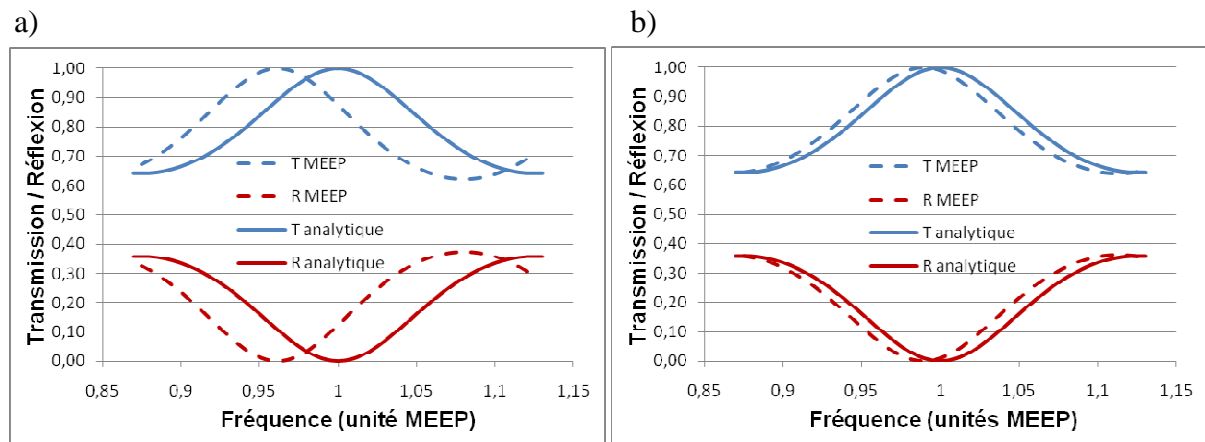 a)
Transmission / Réflexion
1,00
0,90
0,80
0,70
0,60
0,50
0,40
0,30
0,20
0,10
0,00
T MEEP
R MEEP
T analytique
R analytique
0,85 0,9 0,95 1 1,05 1,1 1,15
Fréquence (unité MEEP)
b)
Transmission / Réflexion
1,00
0,90
0,80
0,70
0,60
0,50
0,40
0,30
0,20
0,10
0,00
T MEEP
R MEEP
T analytique
R analytique
0,85 0,9 0,95 1 1,05 1,1 1,15
Fréquence (unités MEEP)